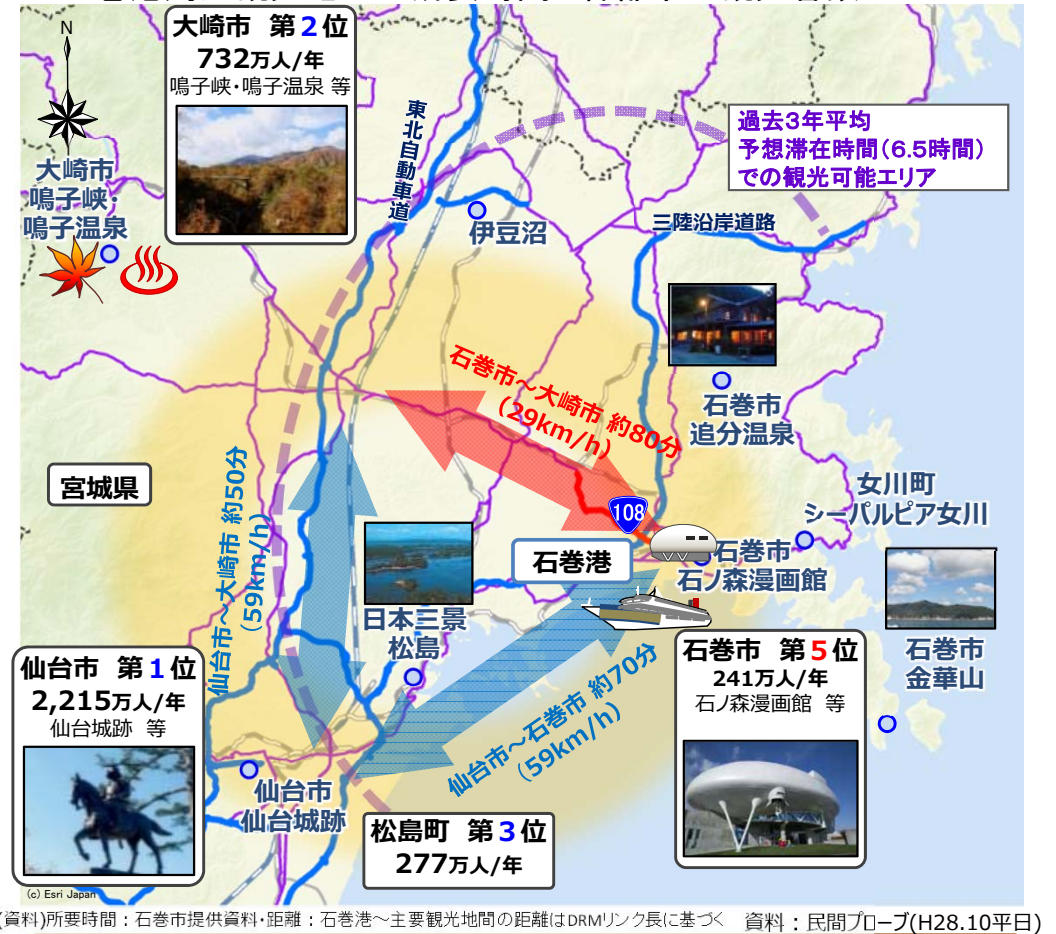 N
大崎市 第2位
732万人/年
鳴子峡・鳴子温泉 等
大崎市
鳴子峡・
鳴子温泉
東北自動車道
過去3年平均
予想滞在時間(6.5時間)
での観光可能エリア
伊豆沼
三陸沿岸道路
石巻市
追分温泉
石巻市～大崎市 約80分
(29km/h)
宮城県
108
女川町
シーパルピア女川
石巻港
石巻市
石ノ森漫画館
仙台市～大崎市 約50分
(59km/h)
日本三景
松島
石巻市
金華山
仙台市～石巻市 約70分
(59km/h)
仙台市 第1位
2,215万人/年
仙台城跡 等
石巻市 第5位
241万人/年
石ノ森漫画館 等
仙台市
仙台城跡
松島町 第3位
277万人/年
(c) Esri Japan
(資料)所要時間：石巻市提供資料・距離：石巻港～主要観光地間の距離はDRMリンク長に基づく 資料：民間プローブ(H28.10平日)